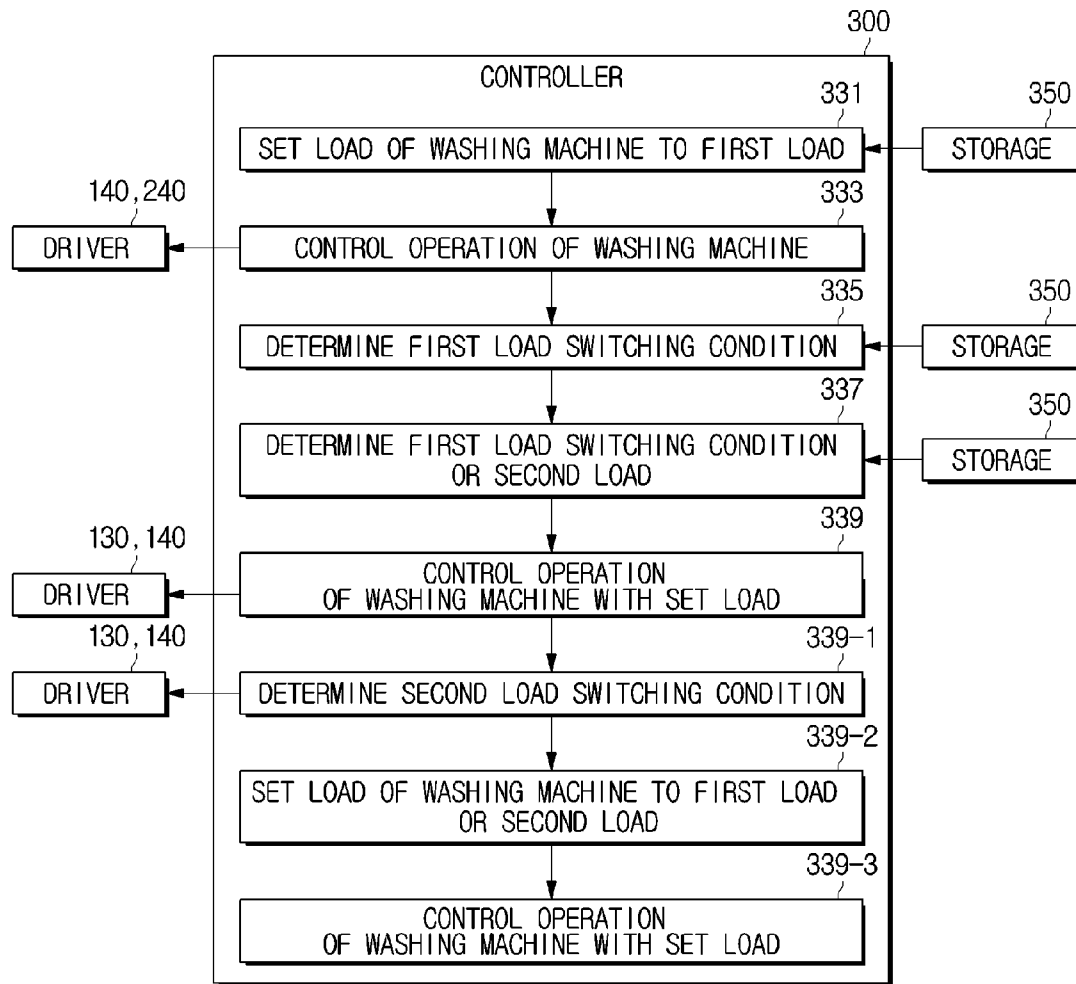 300
CONTROLLER
331
350
SET LOAD OF WASHING MACHINE TO FIRST LOAD
STORAGE
140,240
333
DRIVER
CONTROL OPERATION OF WASHING MACHINE
335
350
DETERMINE FIRST LOAD SWITCHING CONDITION
STORAGE
337
350
DETERMINE FIRST LOAD SWITCHING CONDITION
OR SECOND LOAD
STORAGE
339
130,140
CONTROL OPERATION
OF WASHING MACHINE WITH SET LOAD
DRIVER
130,140
339-1
DRIVER
DETERMINE SECOND LOAD SWITCHING CONDITION
339-2
SET LOAD OF WASHING MACHINE TO FIRST LOAD
OR SECOND LOAD
339-3
CONTROL OPERATION
OF WASHING MACHINE WITH SET LOAD